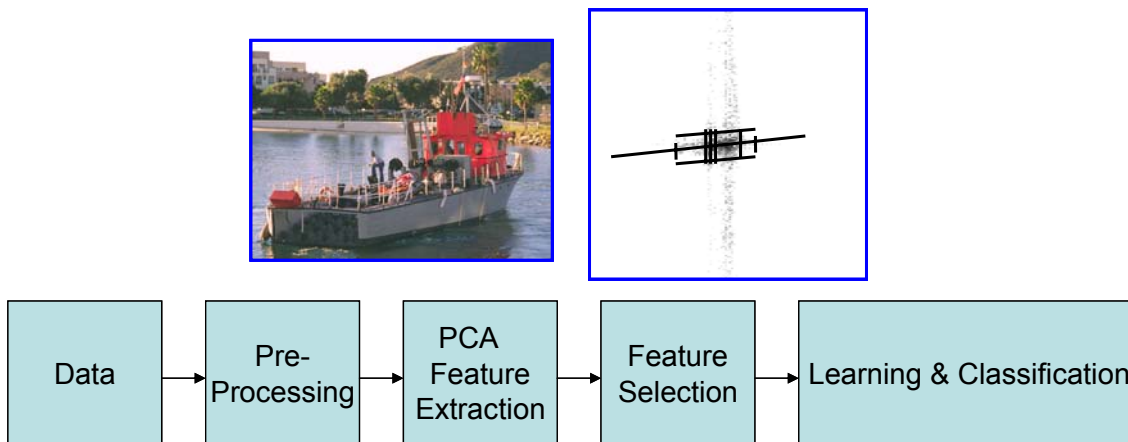 Data
Pre-
Processing
PCA
Feature
Extraction
Feature
Selection
Learning & Classification